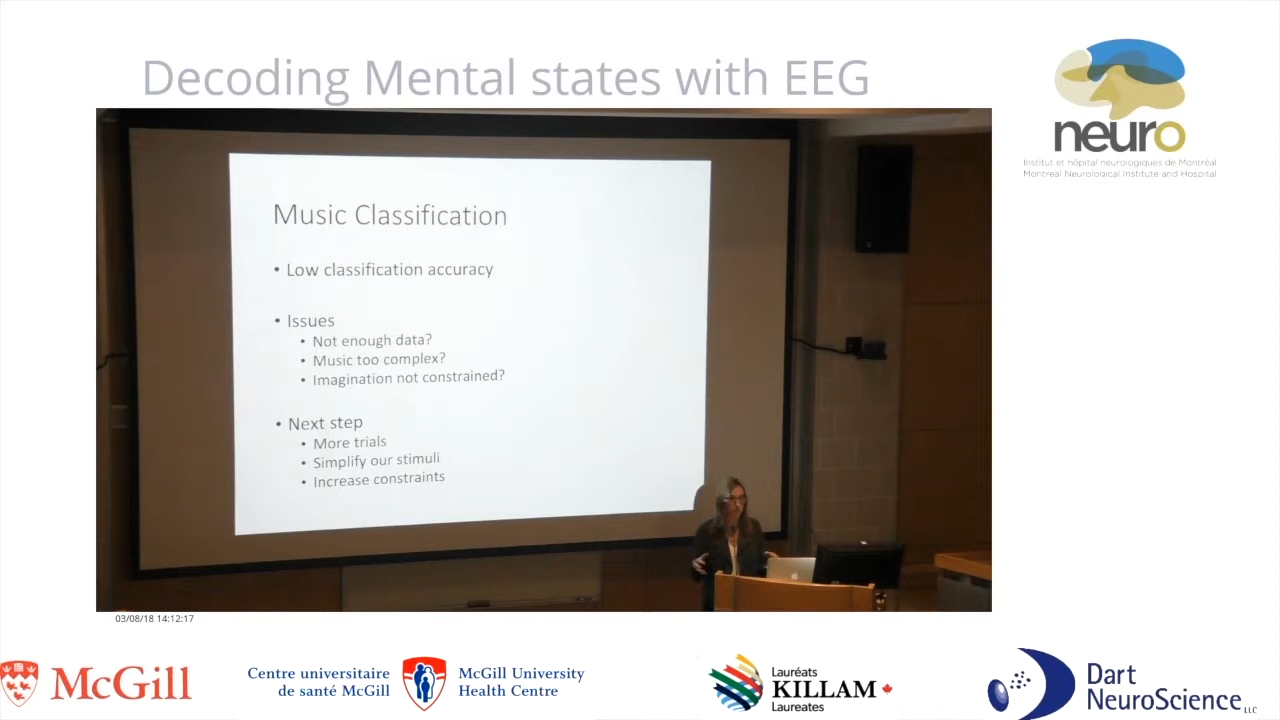 Decoding Mental states with EEG
neuro
Institut et hôpital neurologiques de Montréal
Montreal Neurological Institute and Hospital
Music Classification
• Low classification accuracy
• Issues
• Not enough data?
• Music too complex?
• Imagination not constrained?
• Next step
• More trials
• Simplify our stimuli
• Increase constraints
03/08/18 14:12:17
McGill
Centre universitaire
de santé McGill
McGill University
Health Centre
Lauréats
KILLAM
Laureates
Dart
NeuroScience LLC